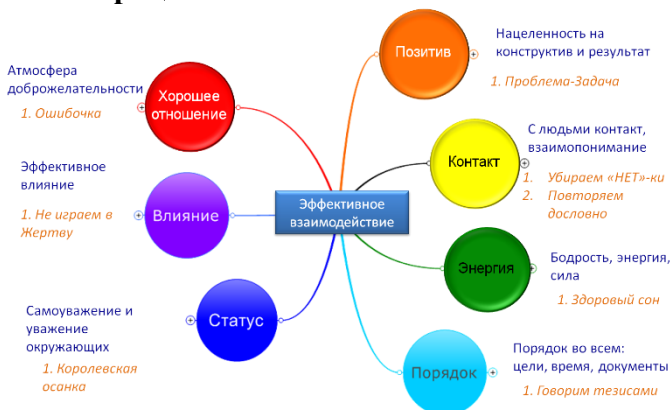 Позитив
Нацеленность на
конструктив и результат
1. Проблема-Задача
Атмосфера
доброжелательности
1. Ошибочка
Хорошее
отношение
Контакт
С людьми контакт,
взаимопонимание
1. Убираем «НЕТ»-ки
2. Повторяем
дословно
Эффективное
влияние
1. Не играем в
Жертву
Влияние
Эффективное
взаимодействие
Энергия
Бодрость, энергия,
сила
1. Здоровый сон
Самоуважение и
уважение
окружающих
1. Королевская
осанка
Статус
Порядок
Порядок во всем:
цели, время, документы
1. Говорим тезисами